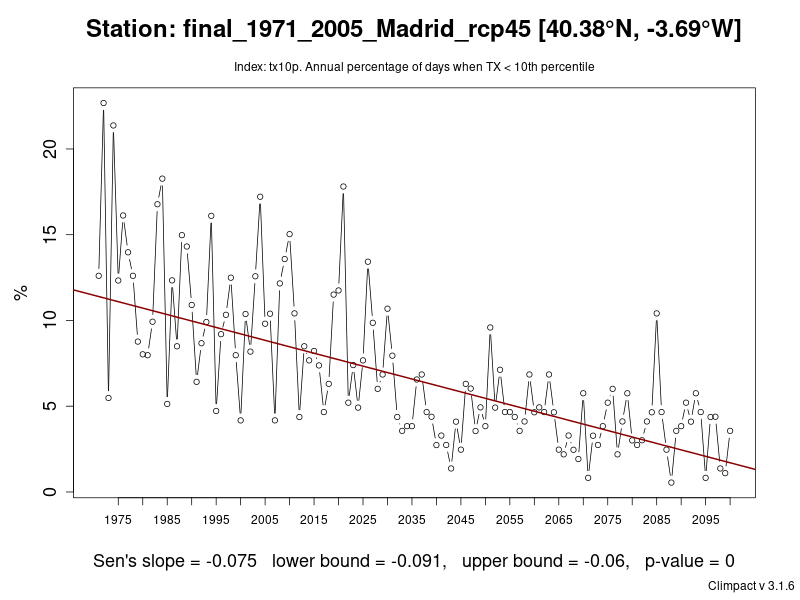 Station: final_1971_2005_Madrid_rcp45 [40.38°N, -3.69°W]
Index: tx10p. Annual percentage of days when TX < 10th percentile
%
20
15
10
5
0
1975 1985 1995 2005 2015 2025 2035 2045 2055 2065 2075 2085 2095
Sen's slope = -0.075 lower bound = -0.091, upper bound = -0.06, p-value = 0
Climpact v 3.1.6